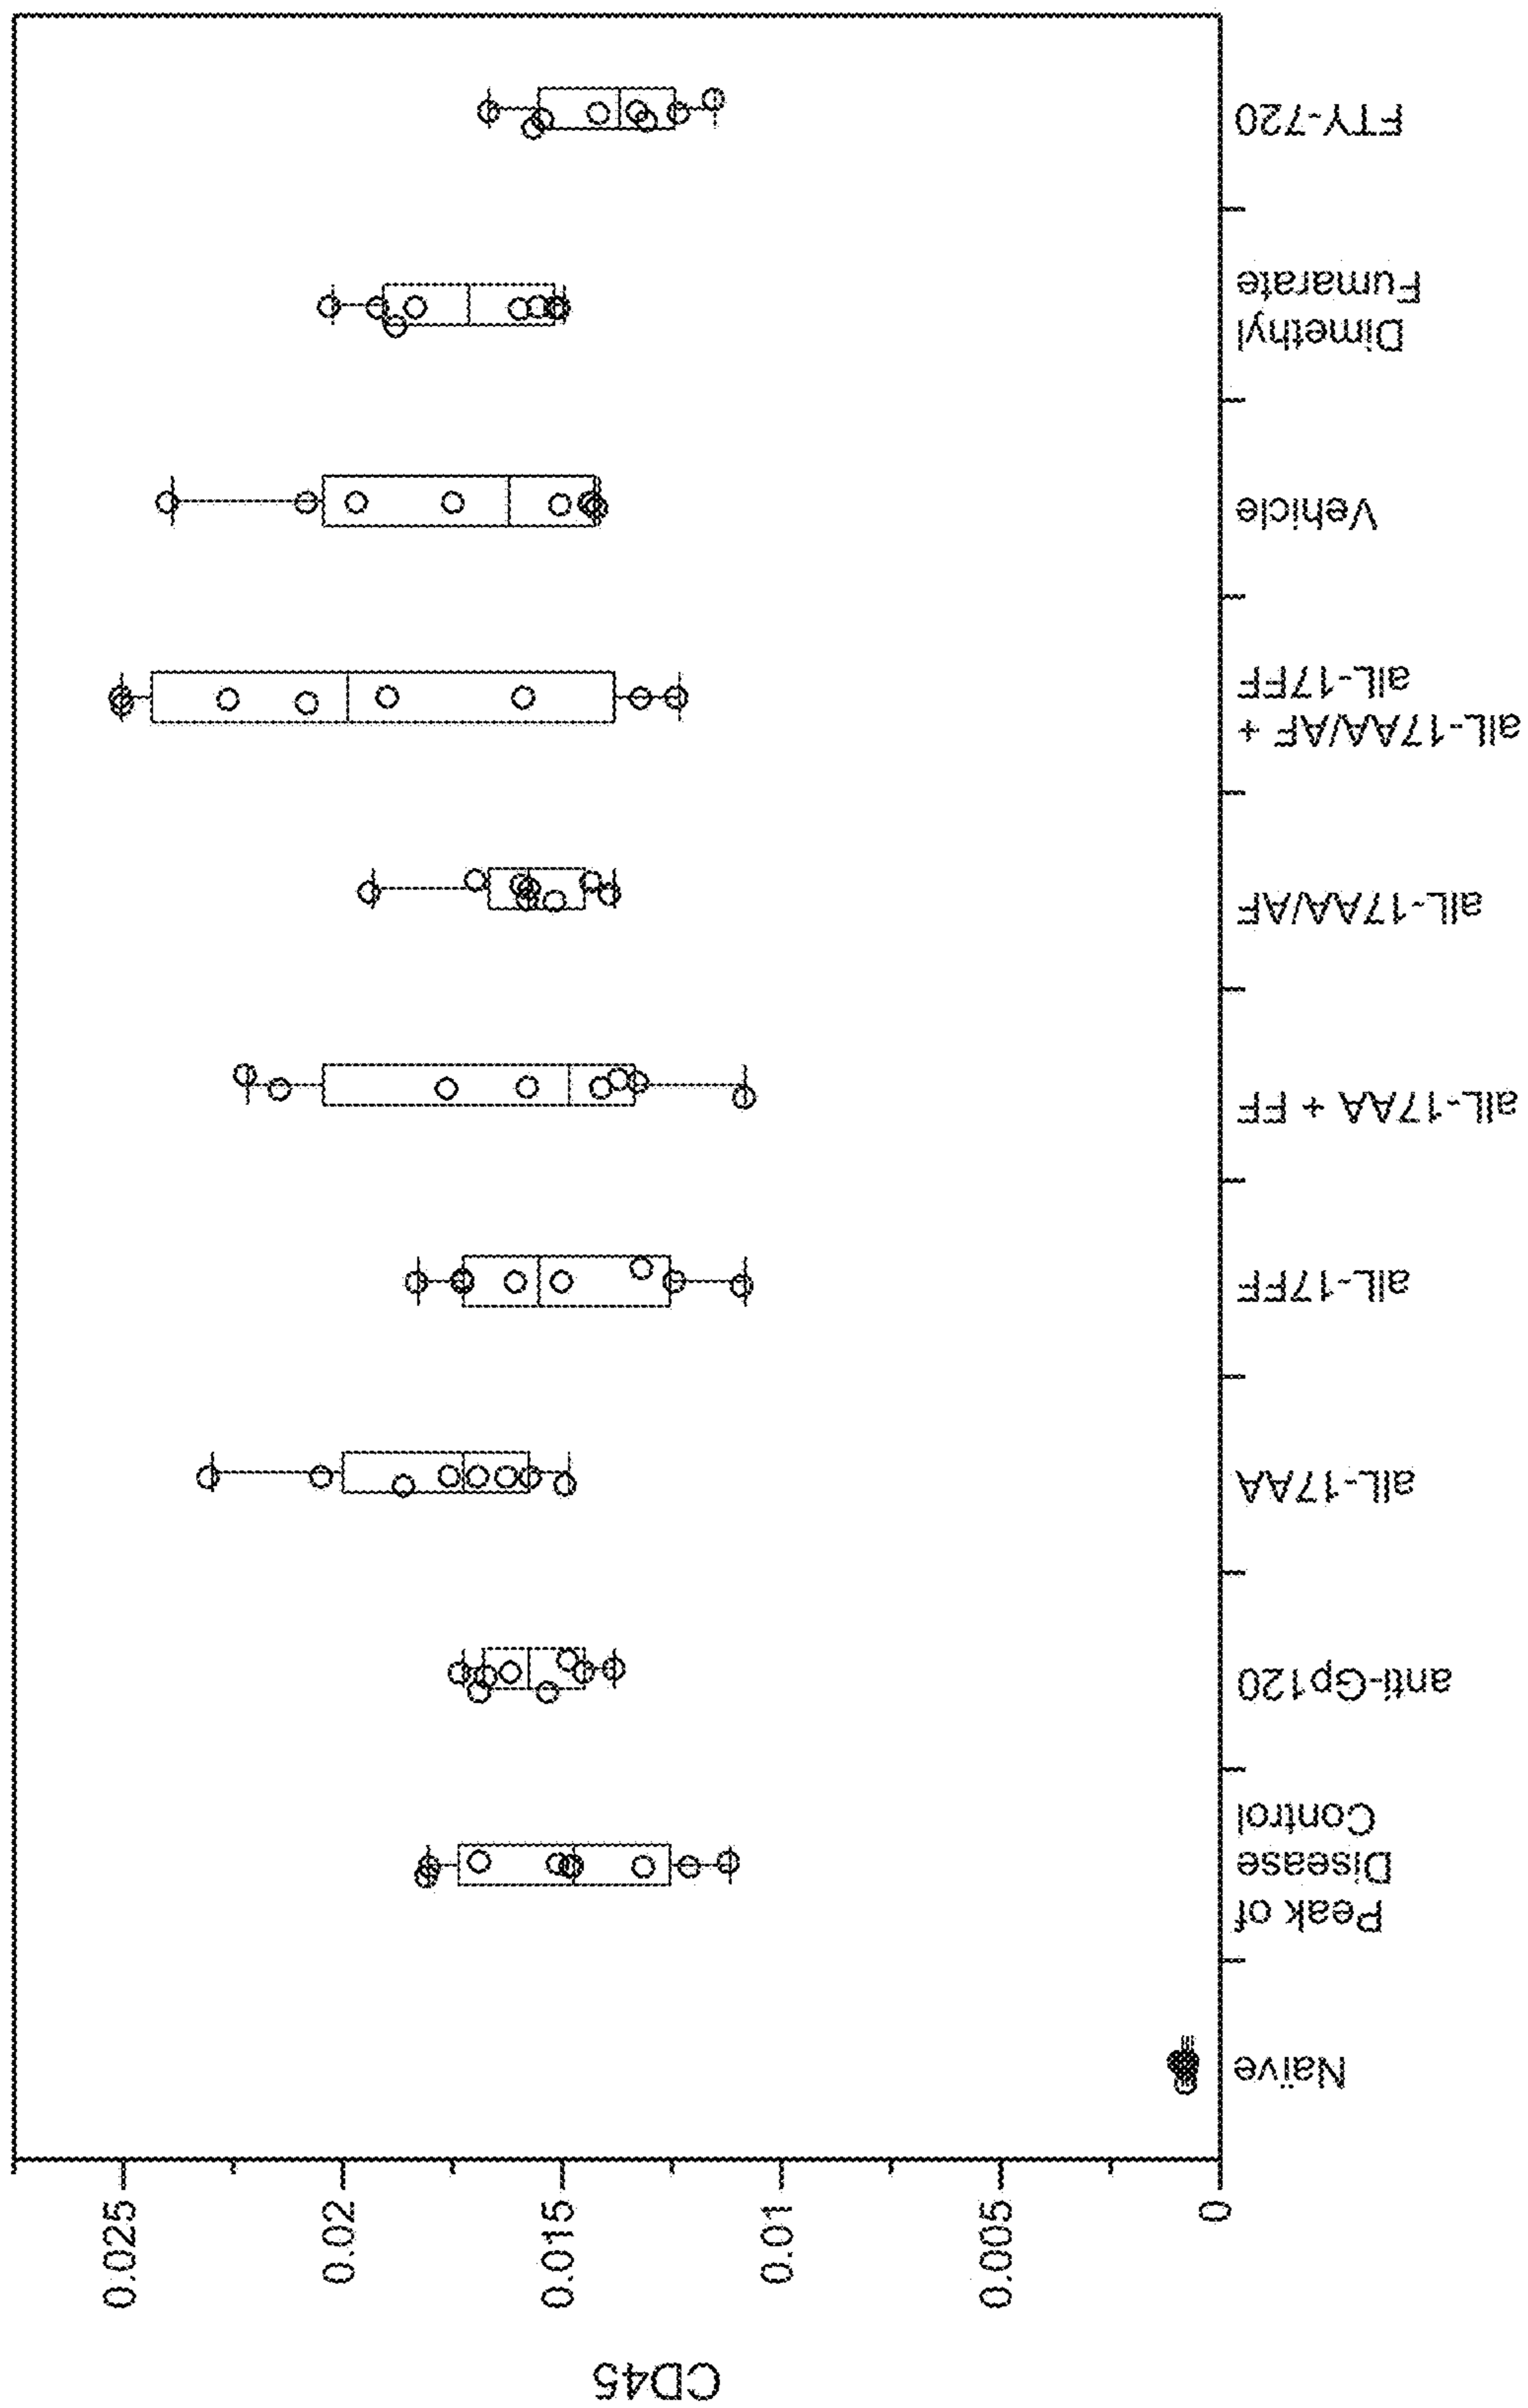 CD45
0.025
0.02
0.015
0.01
0.005
0
Naïve
Peak of
Disease
Control
anti-Gp120
aIL-17AA
aIL-17FF
aIL-17AA + FF
aIL-17AA/AF
aIL-17AA/AF +
aIL-17FF
Vehicle
Dimethyl
Fumarate
FTY-720